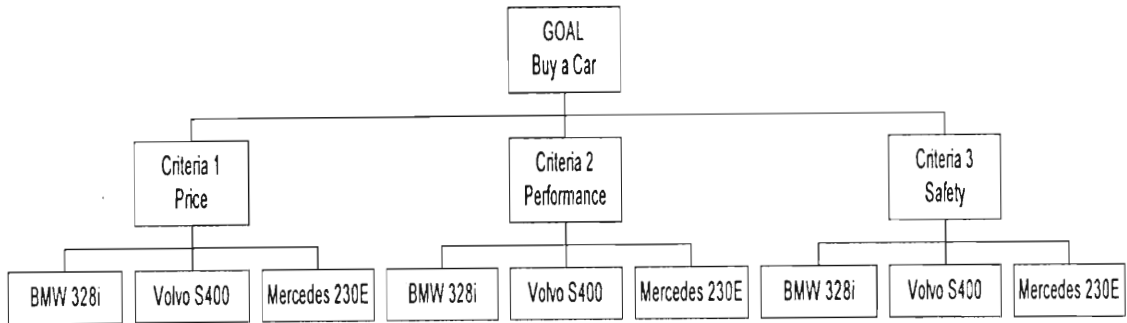 GOAL
Buy a Car
Criteria 1
Price
Criteria 2
Performance
Criteria 3
Safety
BMW 328i
Volvo S400
Mercedes 230E
BMW 328i
Volvo S400
Mercedes 230E
BMW 328i
Volvo S400
Mercedes 230E